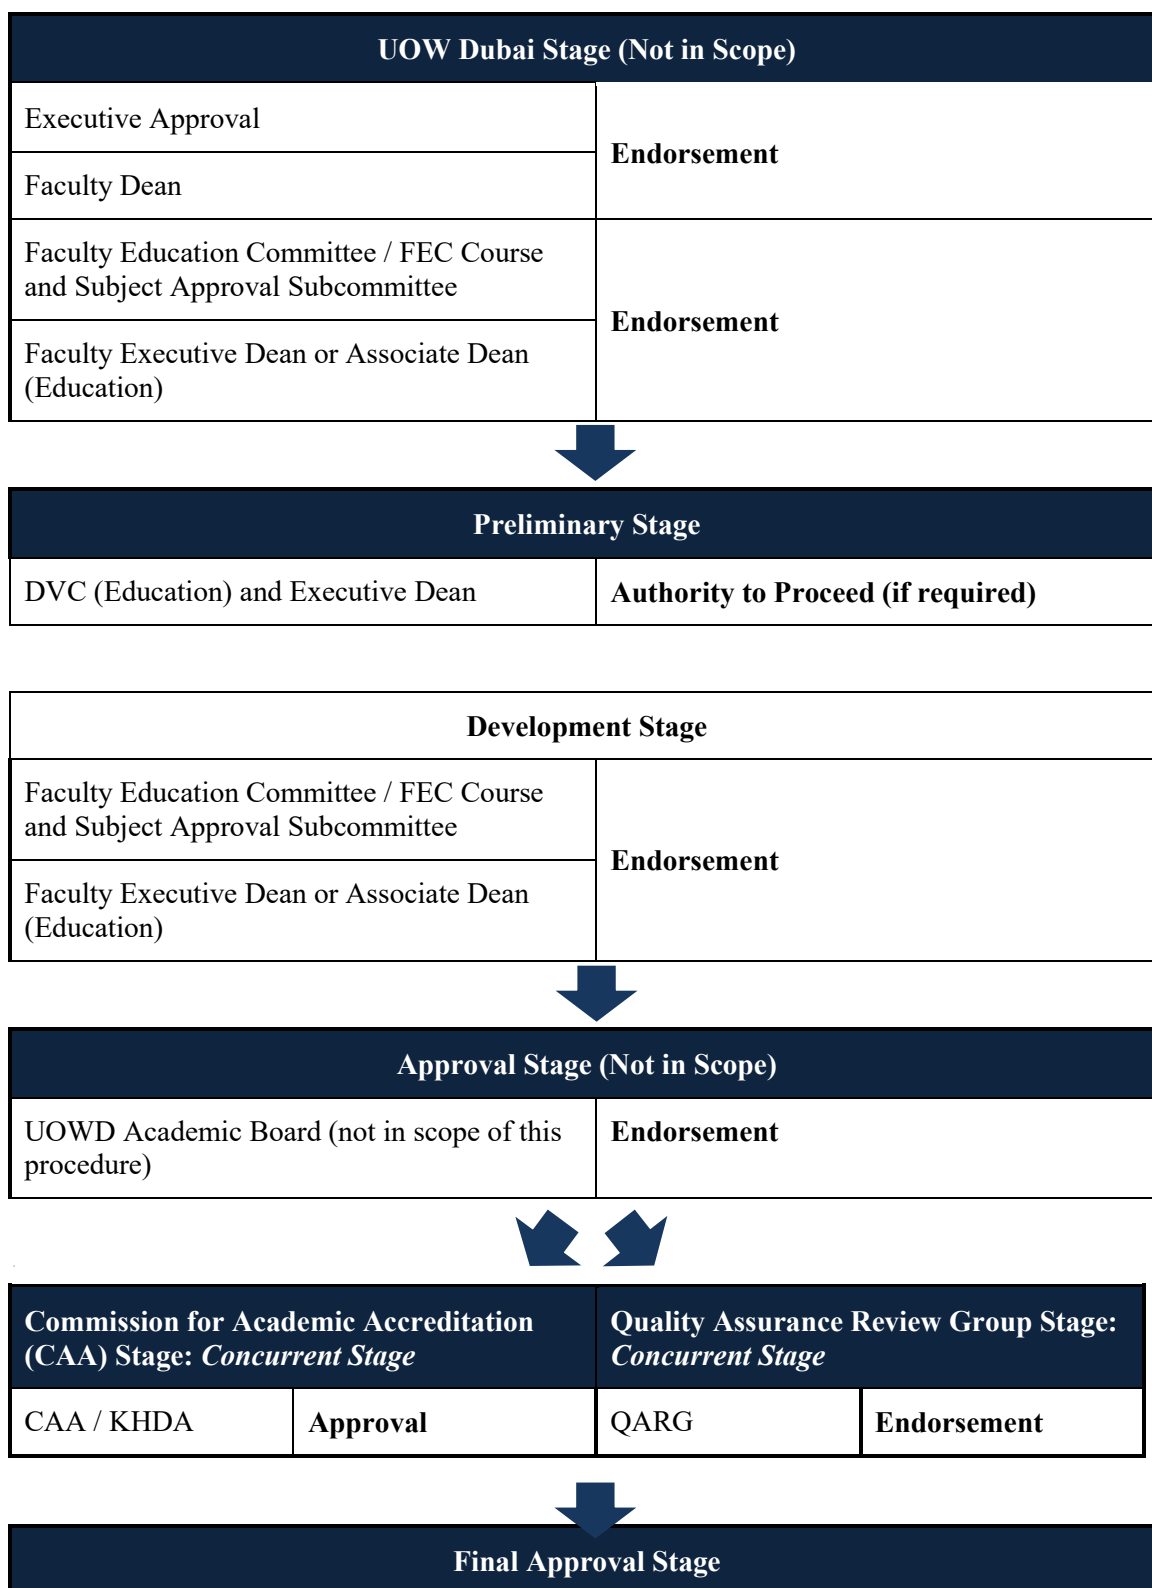 UOW Dubai Stage (Not in Scope)
Executive Approval
Endorsement
Faculty Dean
Faculty Education Committee / FEC Course
and Subject Approval Subcommittee
Endorsement
Faculty Executive Dean or Associate Dean
(Education)
Preliminary Stage
DVC (Education) and Executive Dean
Authority to Proceed (if required)
Development Stage
Faculty Education Committee / FEC Course
and Subject Approval Subcommittee
Endorsement
Faculty Executive Dean or Associate Dean
(Education)
Approval Stage (Not in Scope)
UOWD Academic Board (not in scope of this
procedure)
Endorsement
Commission for Academic Accreditation
(CAA) Stage: Concurrent Stage
Quality Assurance Review Group Stage:
Concurrent Stage
CAA / KHDA
Approval
QARG
Endorsement
Final Approval Stage